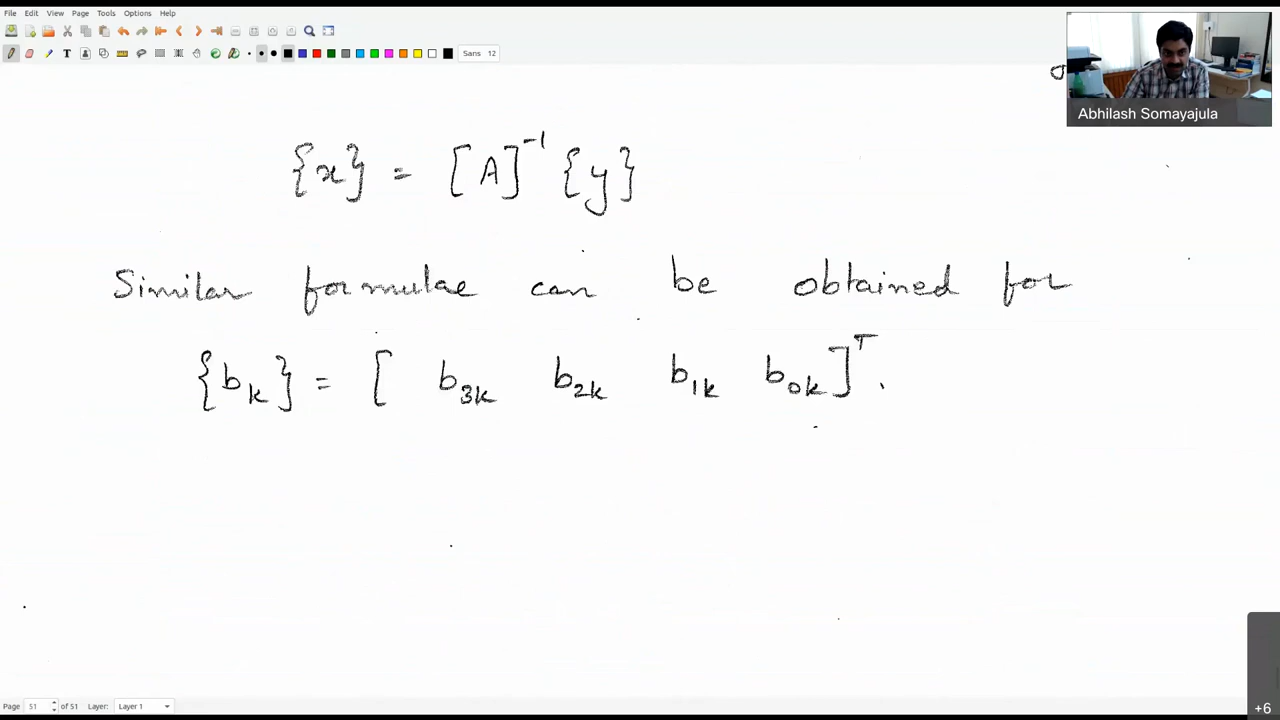 File Edit View Page Tools Options Help
T Sans 12
Abhilash Somayajula
{x} = [A]⁻¹ {y}
Similar formulae can be obtained for
{b_k} = [ b_3k b_2k b_1k b_0k ]ᵀ.
Page 51 of 51 Layer: Layer 1
+6